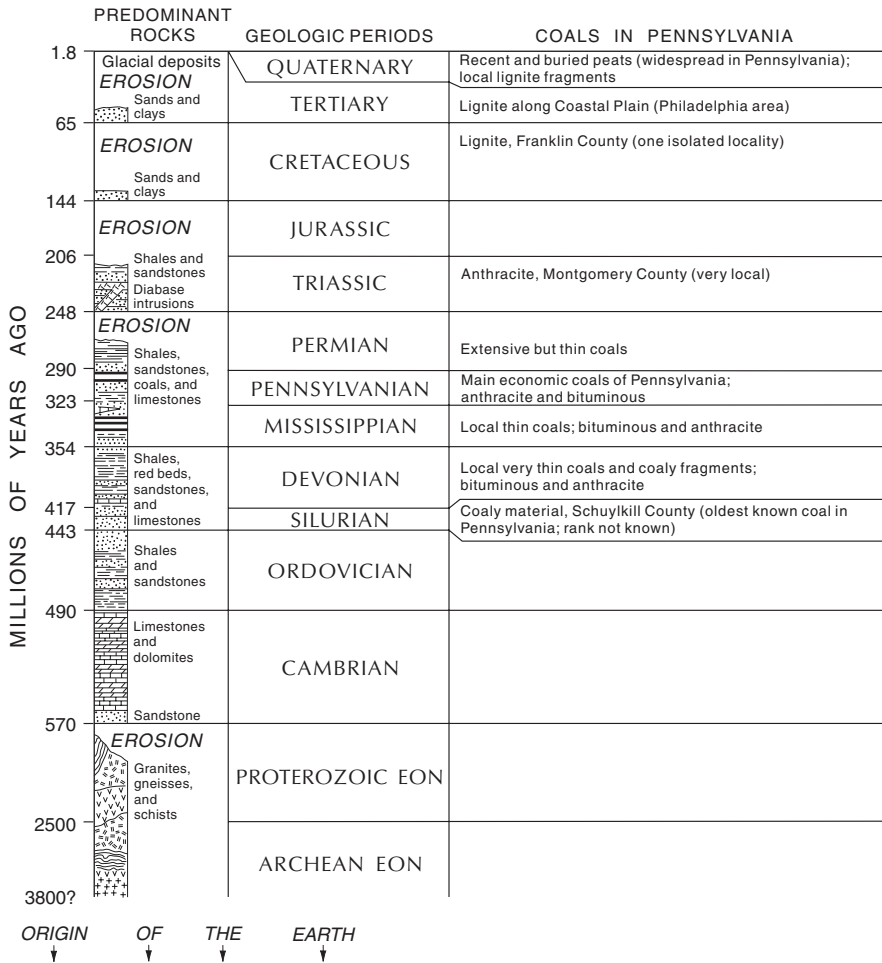 PREDOMINANT
ROCKS
GEOLOGIC PERIODS
COALS IN PENNSYLVANIA
MILLIONS OF YEARS AGO
1.8
Glacial deposits
EROSION
Sands and
clays
QUATERNARY
Recent and buried peats (widespread in Pennsylvania);
local lignite fragments
TERTIARY
Lignite along Coastal Plain (Philadelphia area)
65
EROSION
Sands and
clays
CRETACEOUS
Lignite, Franklin County (one isolated locality)
144
EROSION
JURASSIC
206
Shales and
sandstones
Diabase
intrusions
TRIASSIC
Anthracite, Montgomery County (very local)
248
EROSION
Shales,
sandstones,
coals, and
limestones
PERMIAN
Extensive but thin coals
290
PENNSYLVANIAN
Main economic coals of Pennsylvania;
anthracite and bituminous
323
MISSISSIPPIAN
Local thin coals; bituminous and anthracite
354
Shales,
red beds,
sandstones,
and
limestones
DEVONIAN
Local very thin coals and coaly fragments;
bituminous and anthracite
417
SILURIAN
Coaly material, Schuylkill County (oldest known coal in
Pennsylvania; rank not known)
443
Shales
and
sandstones
ORDOVICIAN
490
Limestones
and
dolomites
Sandstone
CAMBRIAN
570
EROSION
Granites,
gneisses,
and
schists
PROTEROZOIC EON
2500
ARCHEAN EON
3800?
ORIGIN OF THE EARTH